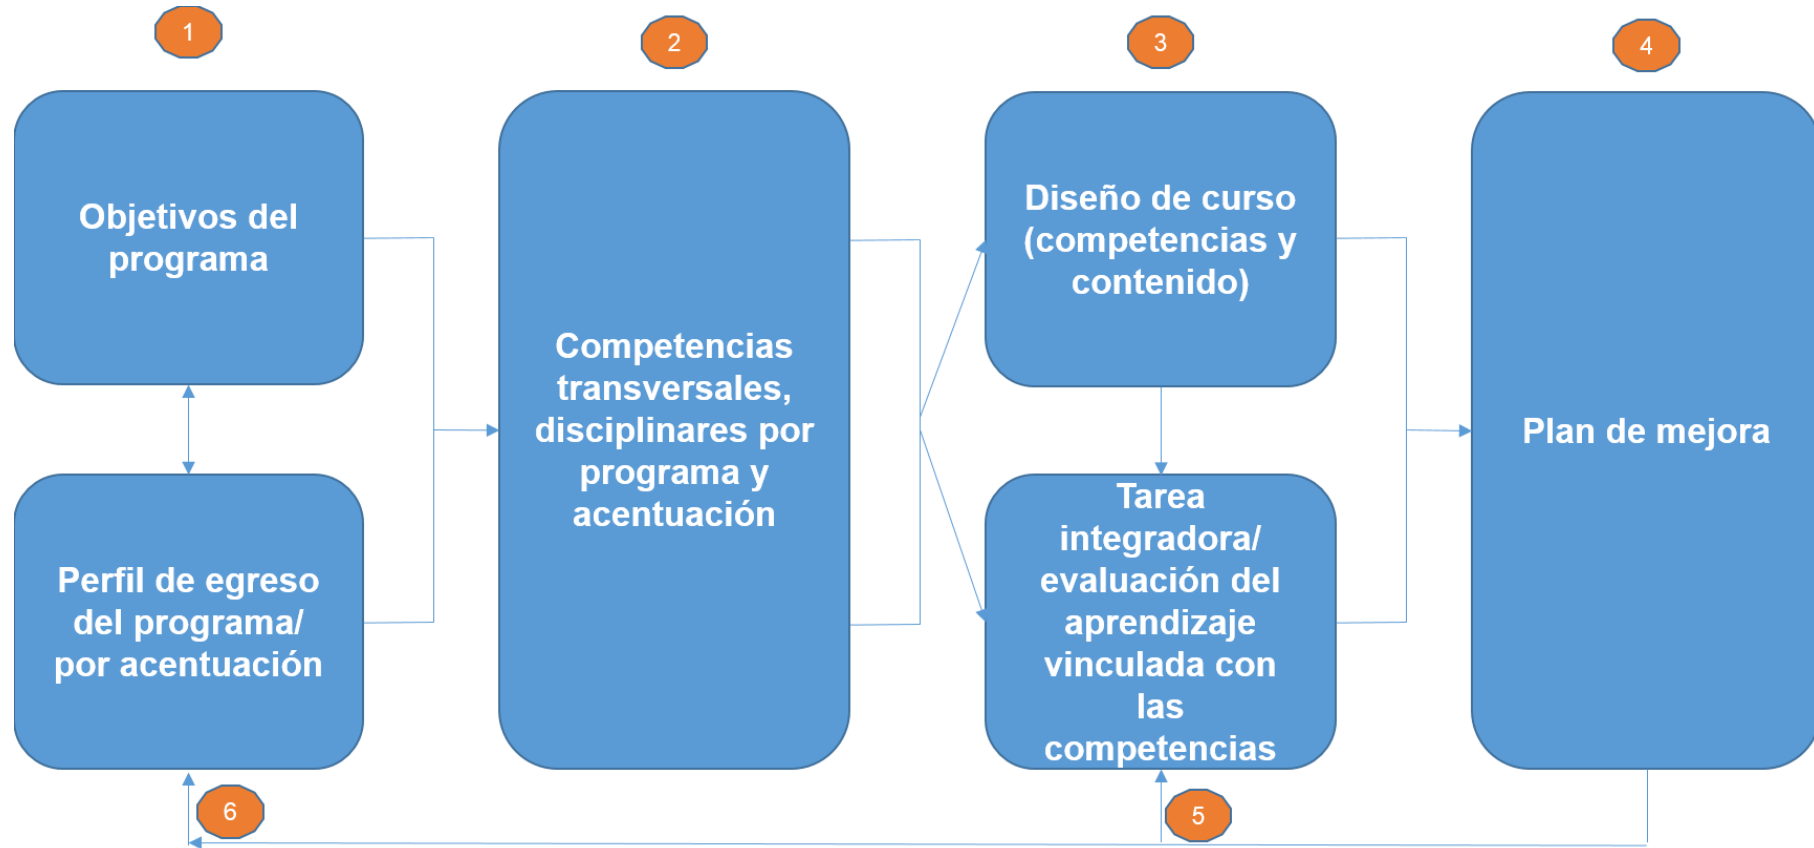 1
2
3
4
Objetivos del
programa
Perfil de egreso
del programa/
por acentuación
Competencias
transversales,
disciplinares por
programa y
acentuación
Diseño de curso
(competencias y
contenido)
Tarea
integradora/
evaluación del
aprendizaje
vinculada con
las
competencias
Plan de mejora
6
5